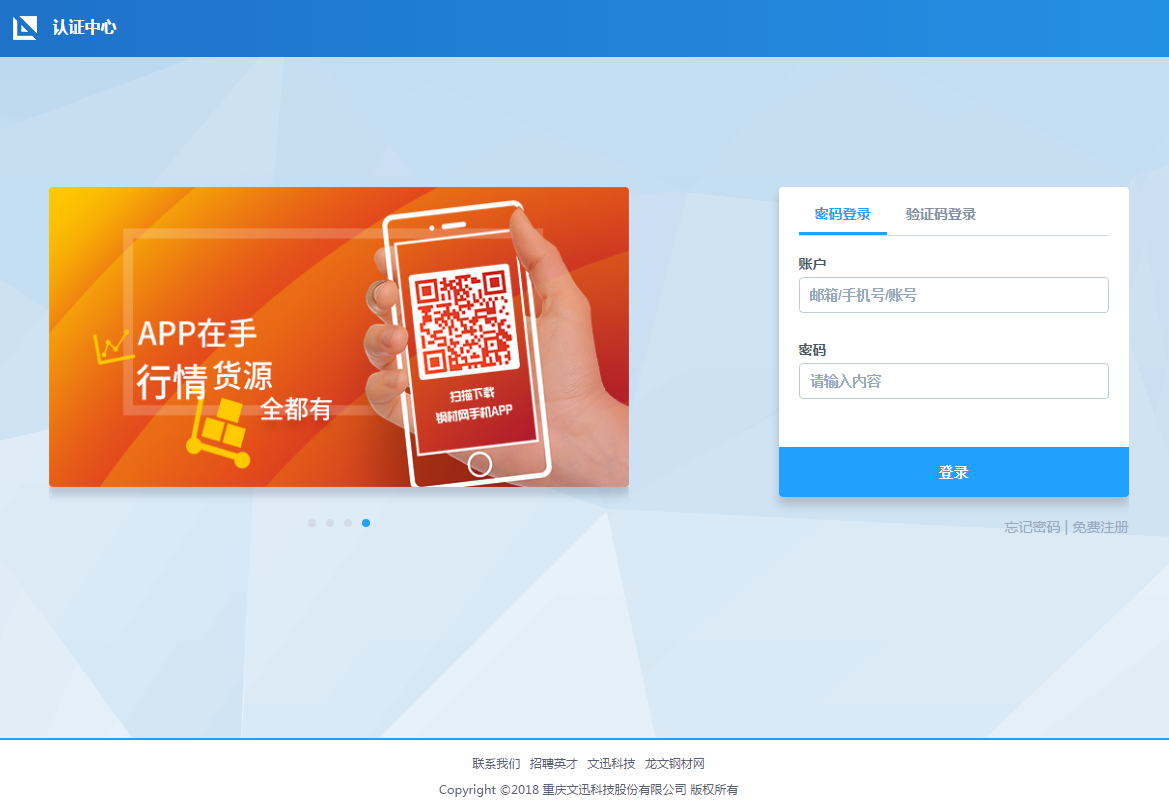 认证中心
APP在手
行情货源
全都有
扫描下载
钢材网手机APP
密码登录 验证码登录
账户
邮箱/手机号/账号
密码
请输入内容
登录
忘记密码 | 免费注册
联系我们 招聘英才 文迅科技 龙文钢材网
Copyright ©2018 重庆文迅科技股份有限公司 版权所有